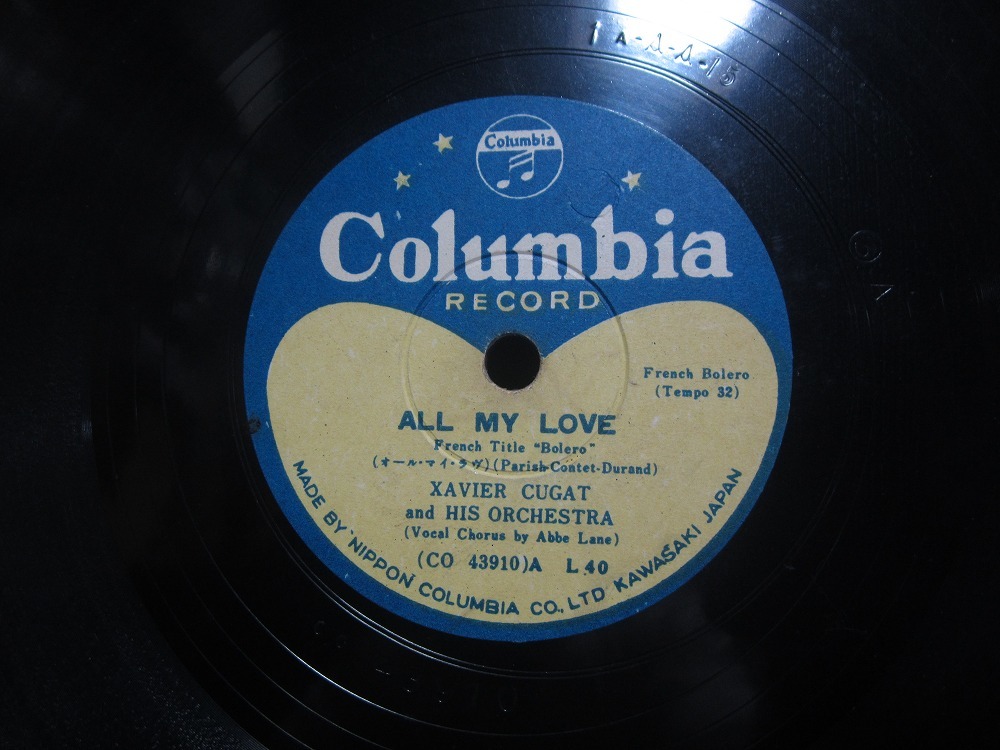 1 A-A-A-15
Columbia
Columbia
RECORD
French Bolero
(Tempo 32)
ALL MY LOVE
French Title "Bolero"
(オール・マイ・ラヴ)(Parish-Contet-Durand)
XAVIER CUGAT
and HIS ORCHESTRA
(Vocal Chorus by Abbe Lane)
(CO 43910)A L 40
MADE BY NIPPON COLUMBIA CO., LTD KAWASAKI JAPAN